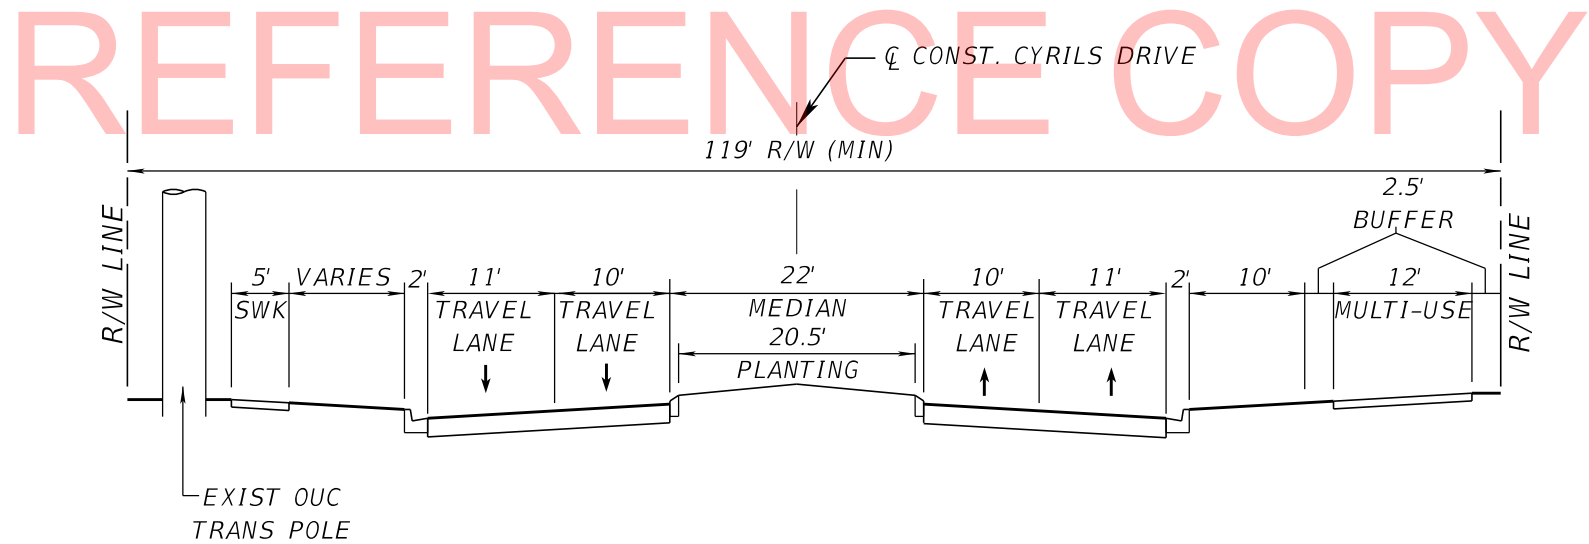 REFERENCE COPY
℄ CONST. CYRILS DRIVE
119' R/W (MIN)
2.5'
BUFFER
R/W LINE
R/W LINE
5'
VARIES
2'
11'
10'
22'
10'
11'
2'
10'
12'
SWK
TRAVEL
LANE
TRAVEL
LANE
MEDIAN
20.5'
PLANTING
TRAVEL
LANE
TRAVEL
LANE
MULTI-USE
EXIST OUC
TRANS POLE